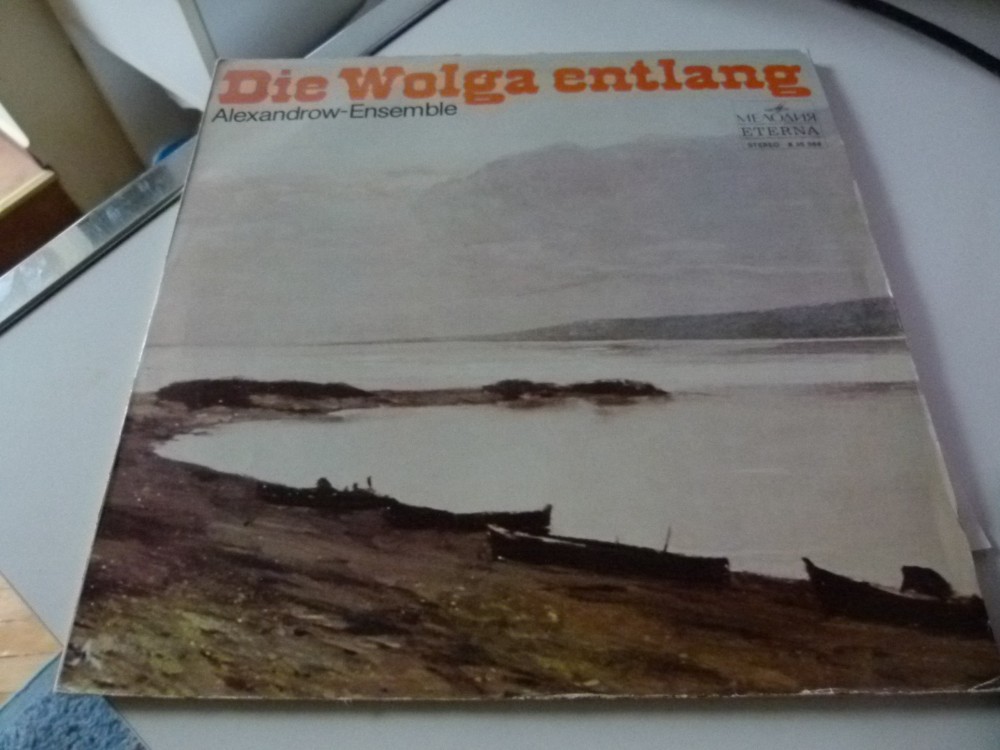 Die Wolga entlang
Alexandrow-Ensemble
МЕЛОДИЯ
ETERNA
STEREO